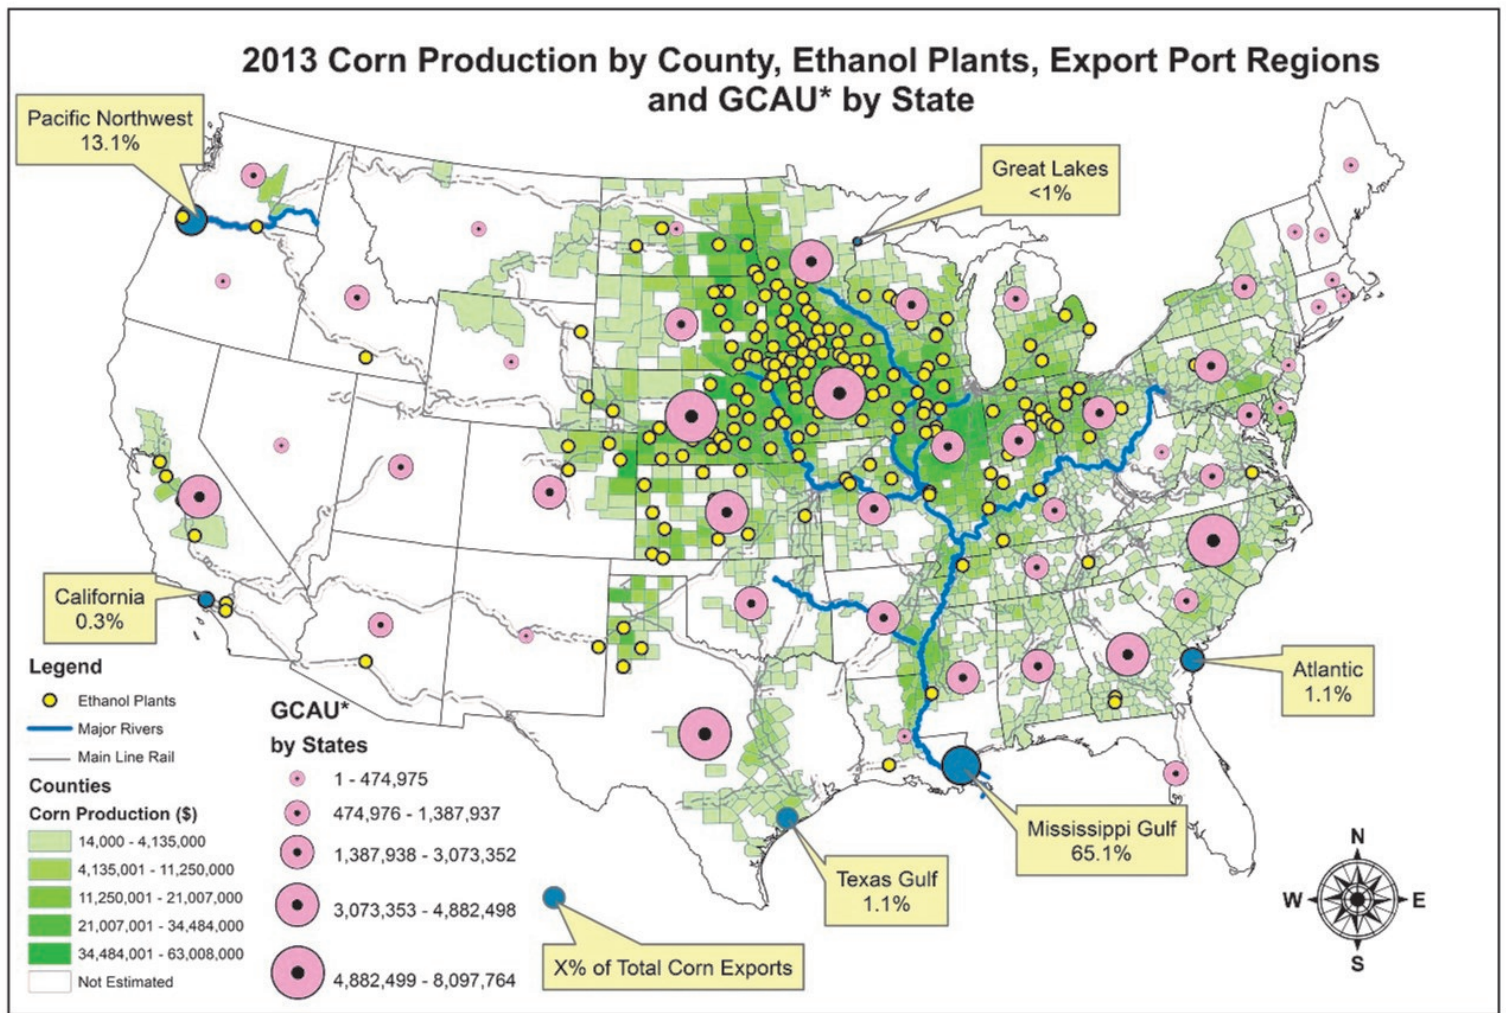 2013 Corn Production by County, Ethanol Plants, Export Port Regions
and GCAU* by State
Pacific Northwest
13.1%
Great Lakes
<1%
California
0.3%
Atlantic
1.1%
Mississippi Gulf
65.1%
Texas Gulf
1.1%
X% of Total Corn Exports
Legend
Ethanol Plants
Major Rivers
Main Line Rail
Counties
Corn Production ($)
14,000 - 4,135,000
4,135,001 - 11,250,000
11,250,001 - 21,007,000
21,007,001 - 34,484,000
34,484,001 - 63,008,000
Not Estimated
GCAU*
by States
1 - 474,975
474,976 - 1,387,937
1,387,938 - 3,073,352
3,073,353 - 4,882,498
4,882,499 - 8,097,764
N
W
E
S